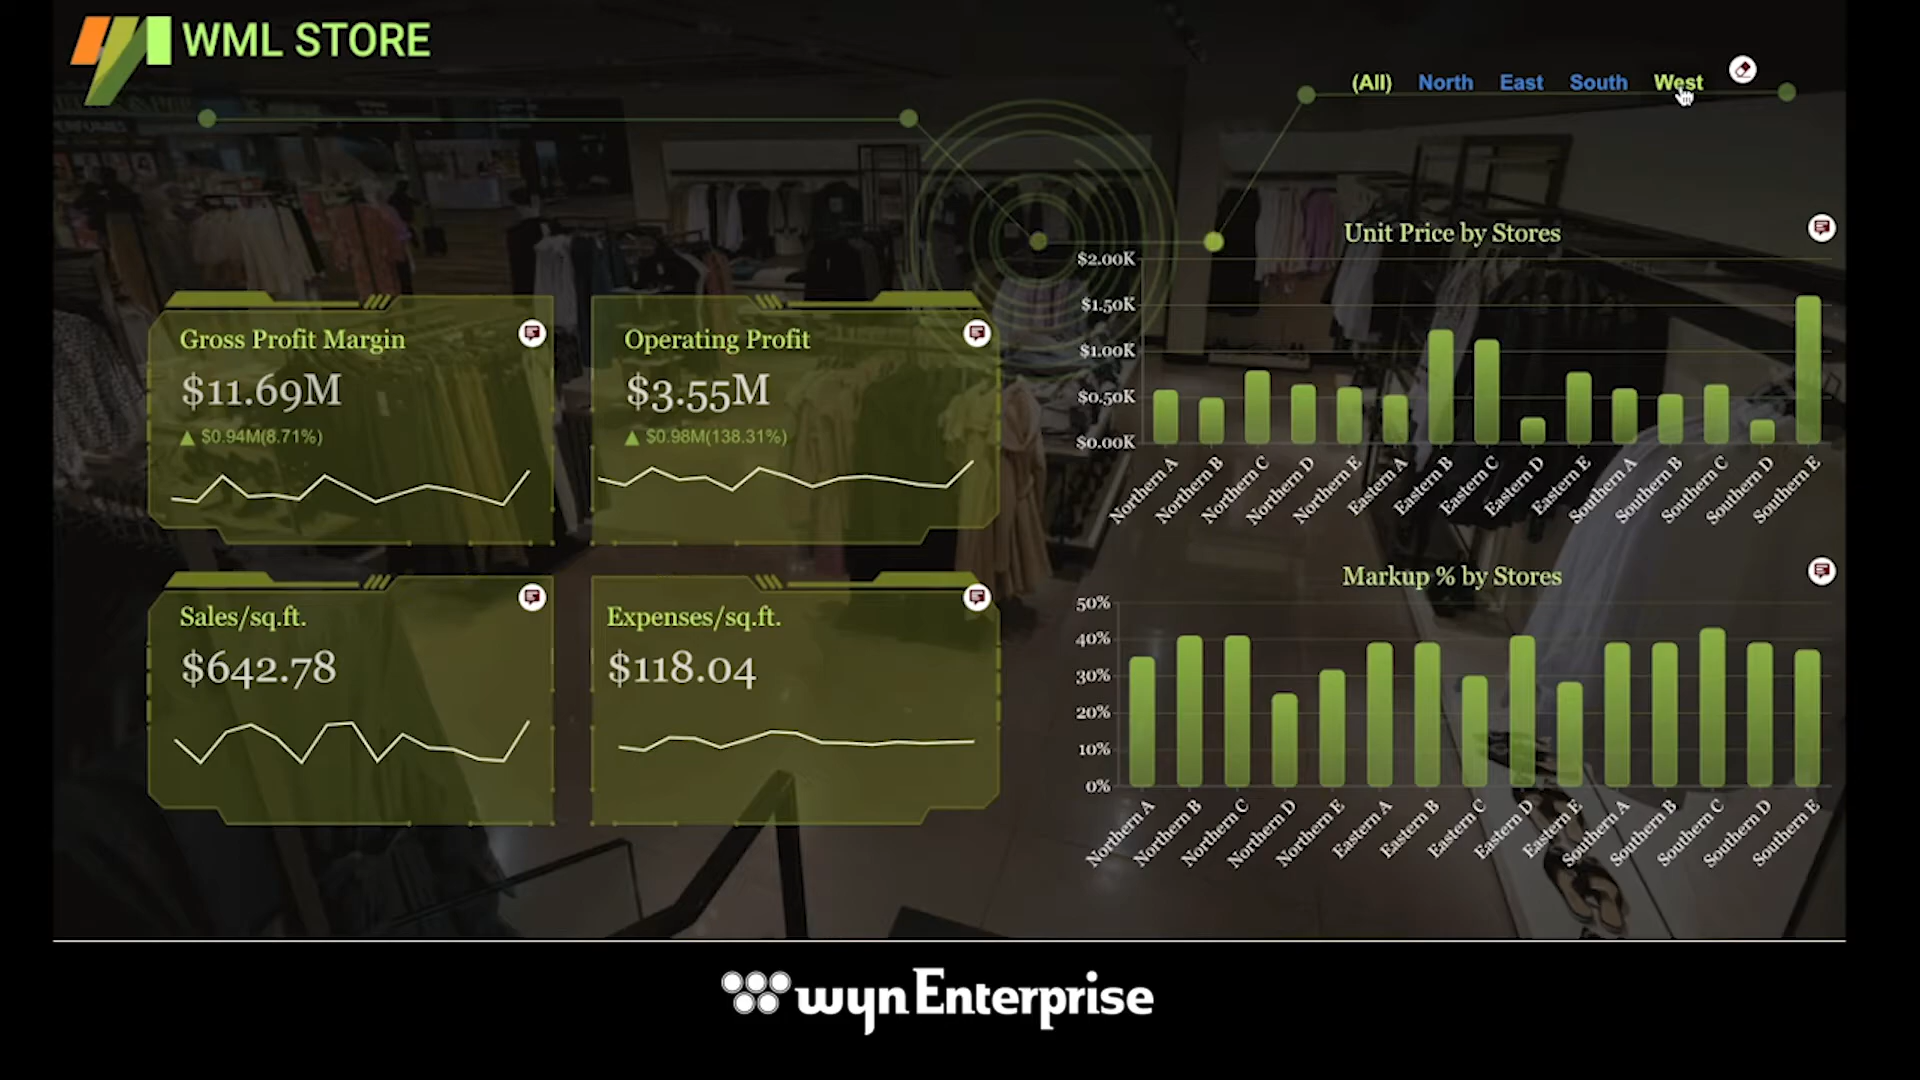 WML STORE
(All) North East South West
Gross Profit Margin
$11.69M
▲ $0.94M(8.71%)
Operating Profit
$3.55M
▲ $0.98M(138.31%)
Sales/sq.ft.
$642.78
Expenses/sq.ft.
$118.04
Unit Price by Stores
$2.00K
$1.50K
$1.00K
$0.50K
$0.00K
Northern A Northern B Northern C Northern D Northern E Eastern A Eastern B Eastern C Eastern D Eastern E Southern A Southern B Southern C Southern D Southern E
Markup % by Stores
50%
40%
30%
20%
10%
0%
Northern A Northern B Northern C Northern D Northern E Eastern A Eastern B Eastern C Eastern D Eastern E Southern A Southern B Southern C Southern D Southern E
wyn Enterprise